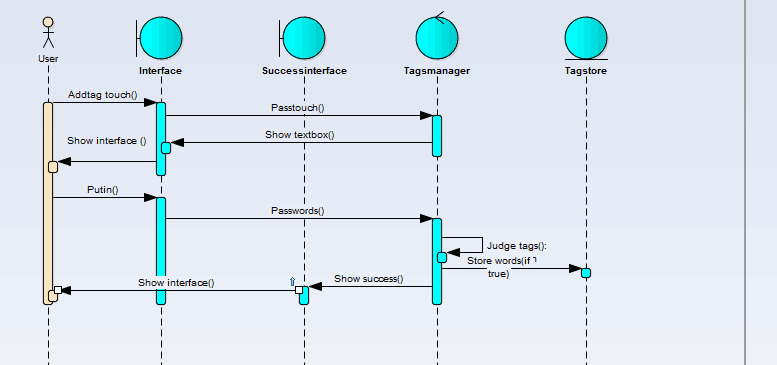 User
Interface
Successinterface
Tagsmanager
Tagstore
Addtag touch()
Passtouch()
Show textbox()
Show interface ()
Putin()
Passwords()
Judge tags():
Store words(if
true)
Show success()
Show interface()